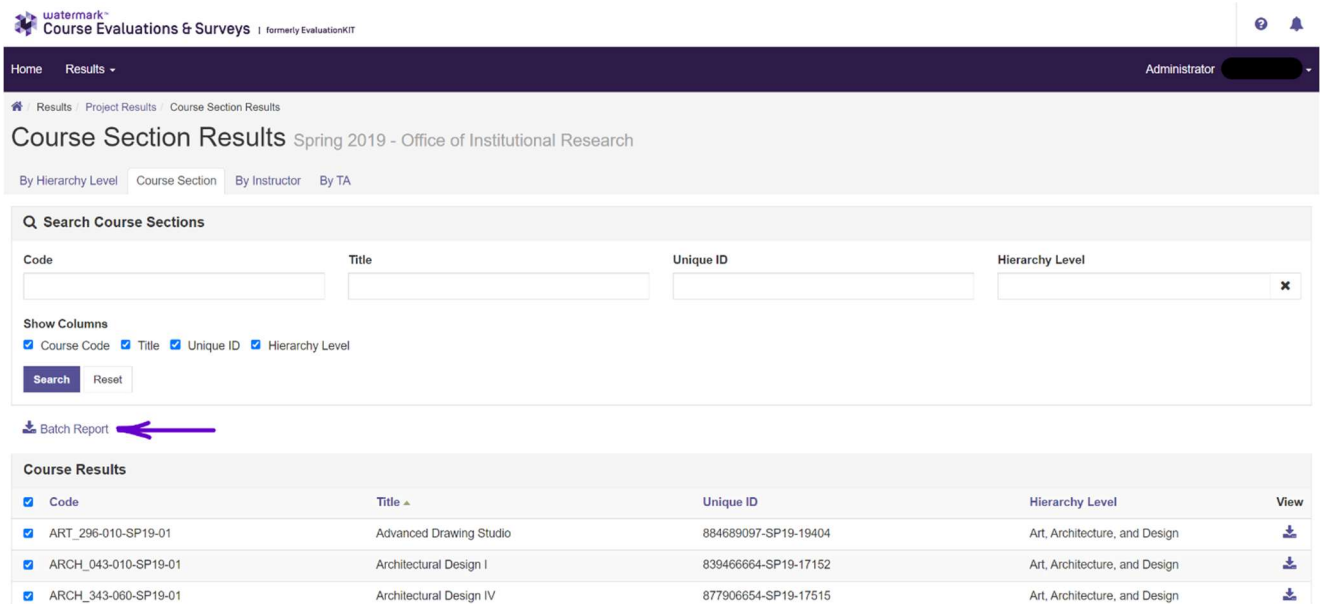 watermark™
Course Evaluations & Surveys | formerly EvaluationKIT
Home Results Administrator
Results / Project Results / Course Section Results
Course Section Results Spring 2019 - Office of Institutional Research
By Hierarchy Level Course Section By Instructor By TA
Search Course Sections
Code Title Unique ID Hierarchy Level
Show Columns
Course Code Title Unique ID Hierarchy Level
Search Reset
Batch Report
Course Results
Code Title Unique ID Hierarchy Level View
ART_296-010-SP19-01 Advanced Drawing Studio 884689097-SP19-19404 Art, Architecture, and Design
ARCH_043-010-SP19-01 Architectural Design I 839466664-SP19-17152 Art, Architecture, and Design
ARCH_343-060-SP19-01 Architectural Design IV 877906654-SP19-17515 Art, Architecture, and Design